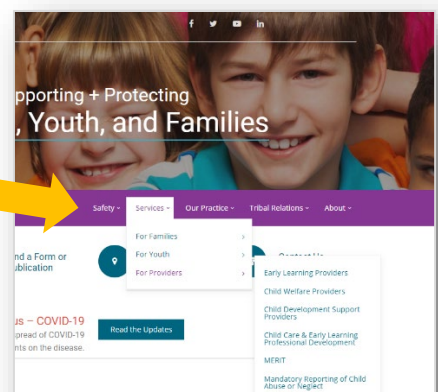 pporting + Protecting
, Youth, and Families
Safety Services Our Practice Tribal Relations About
For Families
For Youth
For Providers
nd a Form or
ublication
Early Learning Providers
Child Welfare Providers
Child Development Support
Providers
Child Care & Early Learning
Professional Development
MERIT
Mandatory Reporting of Child
Abuse or Neglect
us – COVID-19
pread of COVID-19
nts on the disease.
Read the Updates